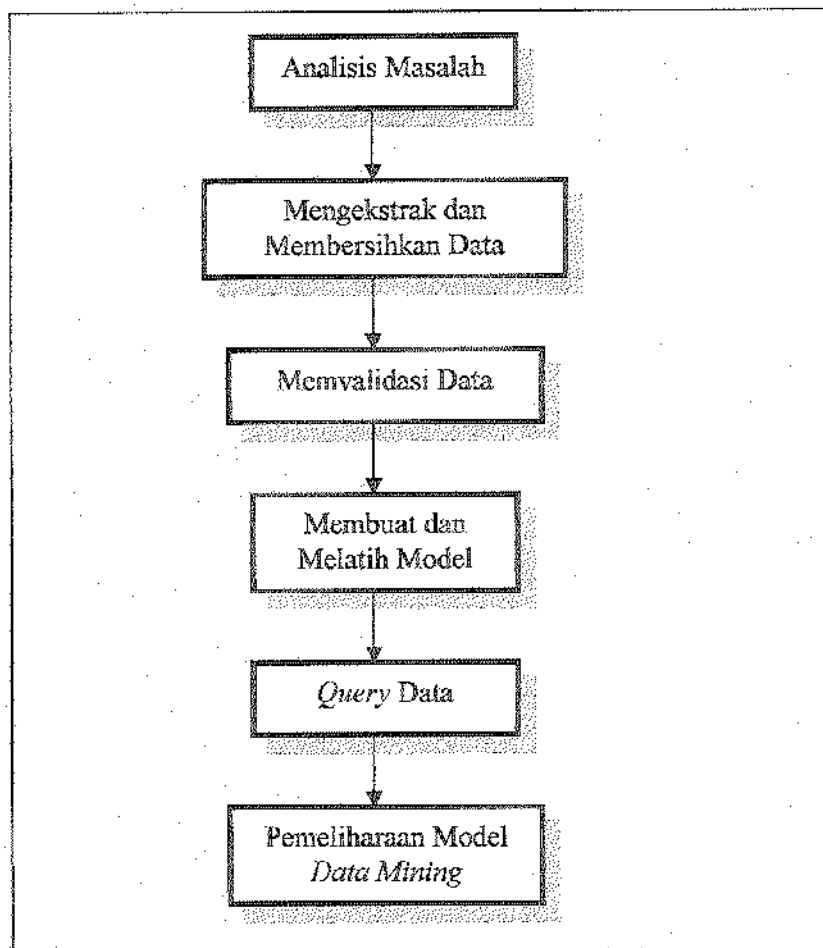 Analisis Masalah
Mengekstrak dan
Membersihkan Data
Memvalidasi Data
Membuat dan
Melatih Model
Query Data
Pemeliharaan Model
Data Mining